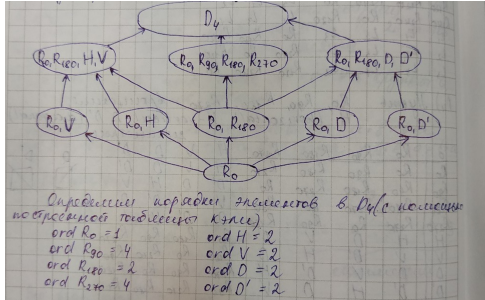 D₄
R₀, R₁₈₀, H, V
R₀, R₉₀, R₁₈₀, R₂₇₀
R₀, R₁₈₀, D, D'
R₀, V
R₀, H
R₀, R₁₈₀
R₀, D
R₀, D'
R₀
Определим порядки элементов в D₄ (с помощью
построенной таблицы Кэли).
ord R₀ = 1
ord R₉₀ = 4
ord R₁₈₀ = 2
ord R₂₇₀ = 4
ord H = 2
ord V = 2
ord D = 2
ord D' = 2